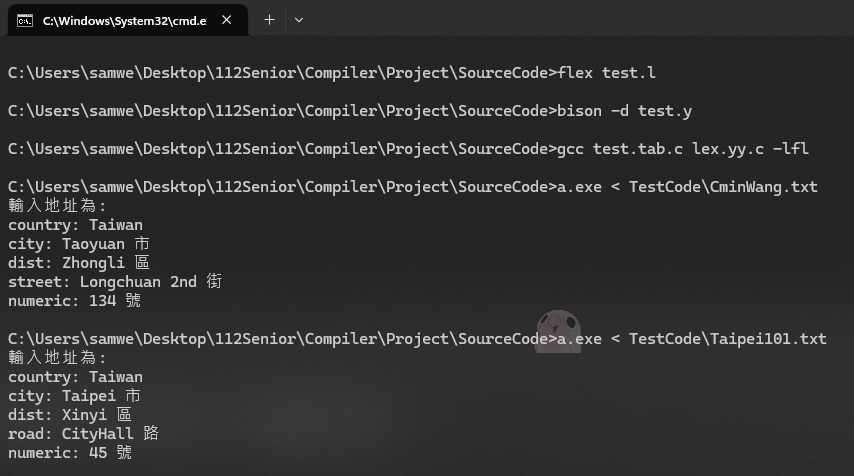 C:\Windows\System32\cmd.e
C:\Users\samwe\Desktop\112Senior\Compiler\Project\SourceCode>flex test.l
C:\Users\samwe\Desktop\112Senior\Compiler\Project\SourceCode>bison -d test.y
C:\Users\samwe\Desktop\112Senior\Compiler\Project\SourceCode>gcc test.tab.c lex.yy.c -lfl
C:\Users\samwe\Desktop\112Senior\Compiler\Project\SourceCode>a.exe < TestCode\CminWang.txt
輸入地址為:
country: Taiwan
city: Taoyuan 市
dist: Zhongli 區
street: Longchuan 2nd 街
numeric: 134 號
C:\Users\samwe\Desktop\112Senior\Compiler\Project\SourceCode>a.exe < TestCode\Taipei101.txt
輸入地址為:
country: Taiwan
city: Taipei 市
dist: Xinyi 區
road: CityHall 路
numeric: 45 號